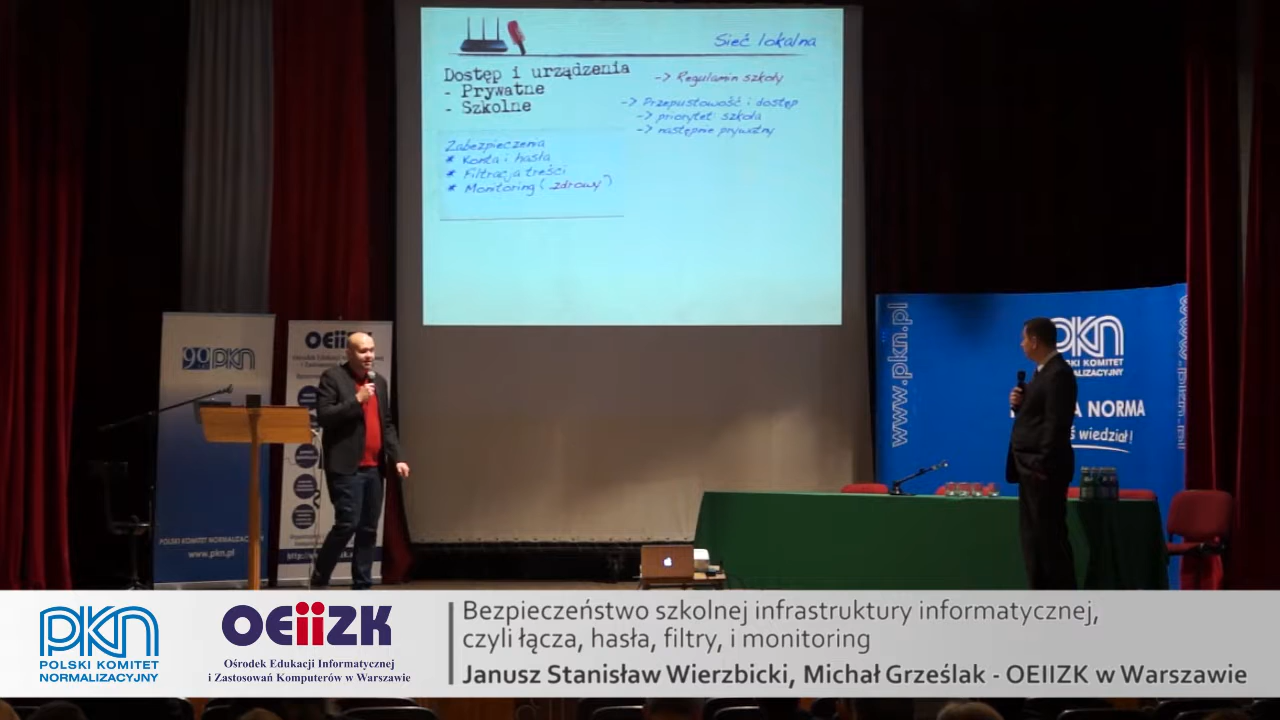 Sieć lokalna
Dostęp i urządzenia
- Prywatne
- Szkolne
-> Regulamin szkoły
-> Przepustowość i dostęp
-> priorytet: szkoła
-> następnie prywatny
Zabezpieczenia
* Konta i hasła
* Filtracja treści
* Monitoring ( zdrowy )
90 PKN
POLSKI KOMITET NORMALIZACYJNY
www.pkn.pl
OEiiZK
www.pkn.pl
pkn
POLSKI KOMITET
NORMALIZACYJNY
NORMA
wiedział!
pkn
POLSKI KOMITET
NORMALIZACYJNY
OEiiZK
Ośrodek Edukacji Informatycznej
i Zastosowań Komputerów w Warszawie
Bezpieczeństwo szkolnej infrastruktury informatycznej,
czyli łącza, hasła, filtry, i monitoring
Janusz Stanisław Wierzbicki, Michał Grześlak - OEIIZK w Warszawie